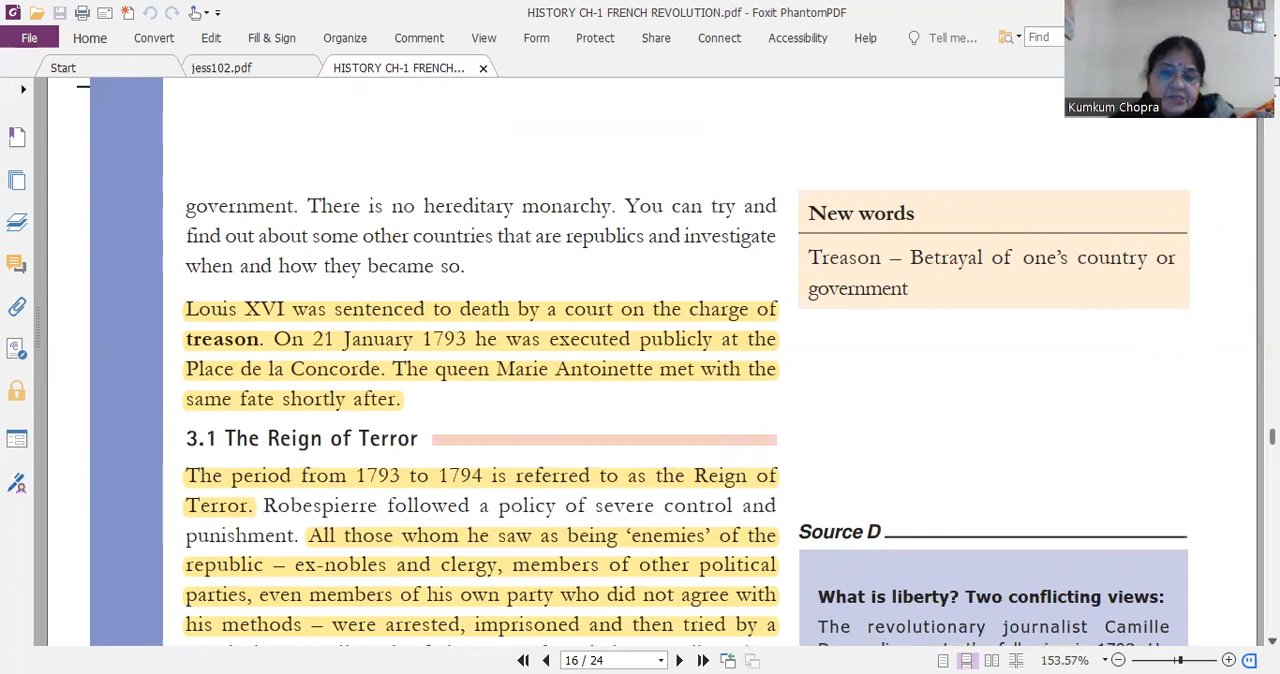 HISTORY CH-1 FRENCH REVOLUTION.pdf - Foxit PhantomPDF
File Home Convert Edit Fill & Sign Organize Comment View Form Protect Share Connect Accessibility Help Tell me... Find
Start jess102.pdf HISTORY CH-1 FRENCH...
Kumkum Chopra
government. There is no hereditary monarchy. You can try and
find out about some other countries that are republics and investigate
when and how they became so.
Louis XVI was sentenced to death by a court on the charge of
treason. On 21 January 1793 he was executed publicly at the
Place de la Concorde. The queen Marie Antoinette met with the
same fate shortly after.
3.1 The Reign of Terror
The period from 1793 to 1794 is referred to as the Reign of
Terror. Robespierre followed a policy of severe control and
punishment. All those whom he saw as being ‘enemies’ of the
republic – ex-nobles and clergy, members of other political
parties, even members of his own party who did not agree with
his methods – were arrested, imprisoned and then tried by a
New words
Treason – Betrayal of one’s country or
government
Source D
What is liberty? Two conflicting views:
The revolutionary journalist Camille
16 / 24
153.57%